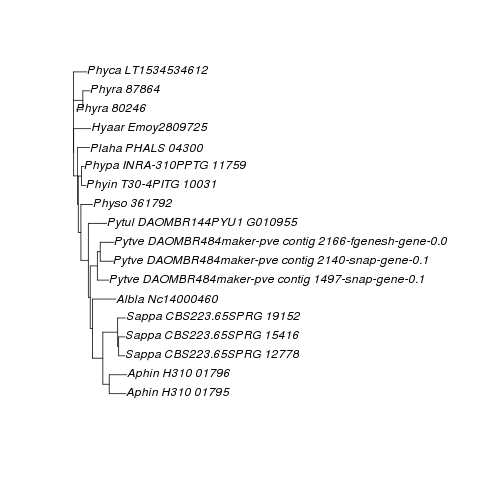 Phyca LT1534534612
Phyra 87864
Phyra 80246
Hyaar Emoy2809725
Plaha PHALS 04300
Phypa INRA-310PPTG 11759
Phyin T30-4PITG 10031
Physo 361792
Pytul DAOMBR144PYU1 G010955
Pytve DAOMBR484maker-pve contig 2166-fgenesh-gene-0.0
Pytve DAOMBR484maker-pve contig 2140-snap-gene-0.1
Pytve DAOMBR484maker-pve contig 1497-snap-gene-0.1
Albla Nc14000460
Sappa CBS223.65SPRG 19152
Sappa CBS223.65SPRG 15416
Sappa CBS223.65SPRG 12778
Aphin H310 01796
Aphin H310 01795